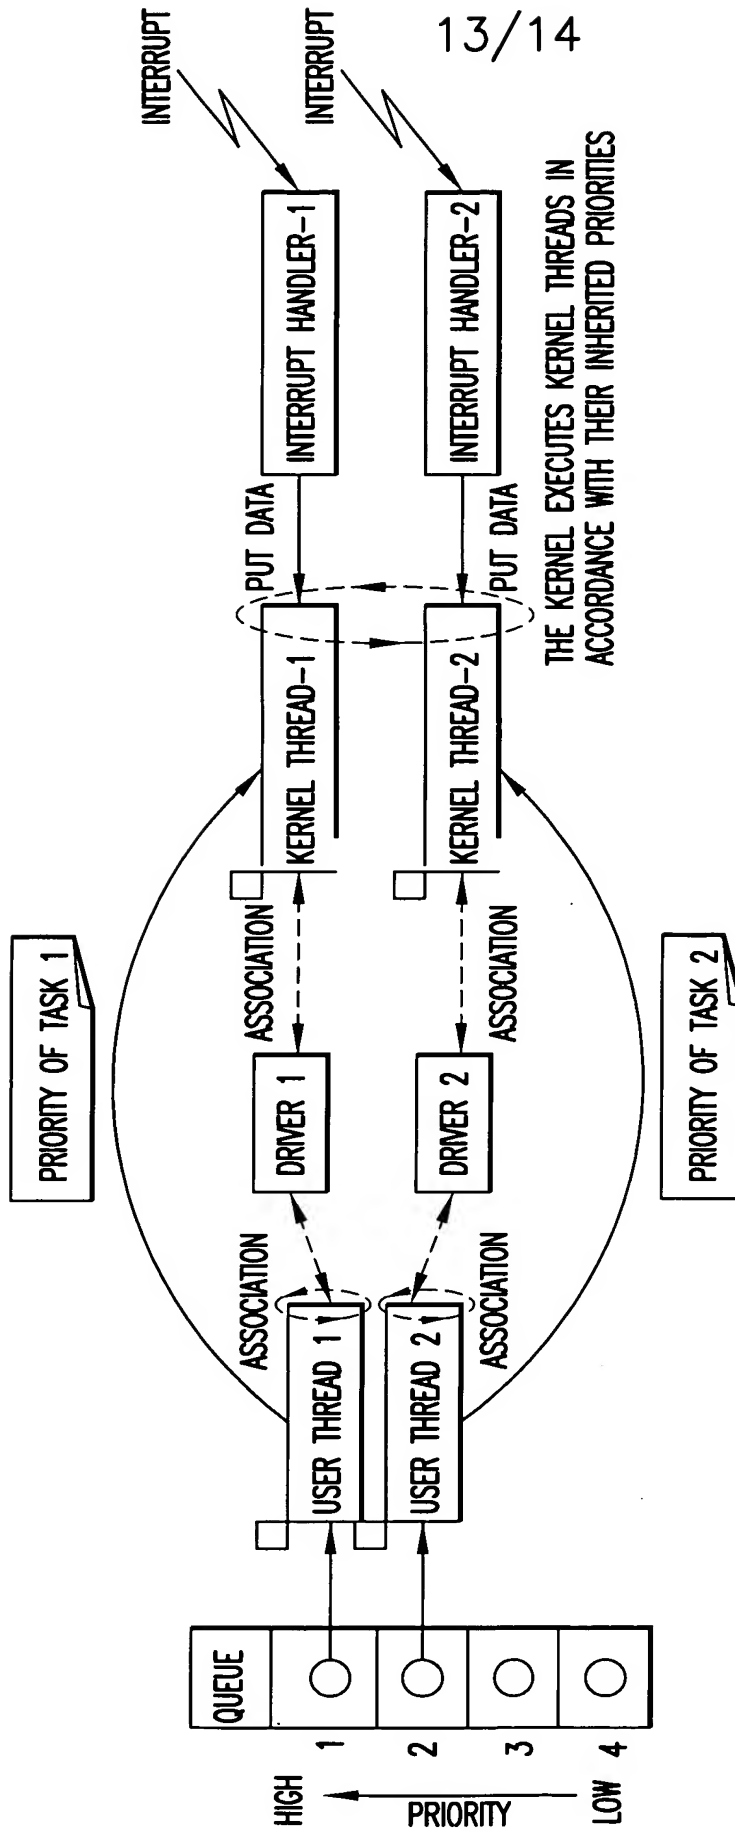 13/14
PRIORITY OF TASK 1
INTERRUPT
ASSOCIATION
ASSOCIATION
PUT DATA
QUEUE
HIGH
1
USER THREAD 1
DRIVER 1
KERNEL THREAD-1
INTERRUPT HANDLER-1
INTERRUPT
PRIORITY
2
USER THREAD 2
DRIVER 2
KERNEL THREAD-2
INTERRUPT HANDLER-2
3
ASSOCIATION
ASSOCIATION
PUT DATA
LOW
4
THE KERNEL EXECUTES KERNEL THREADS IN
ACCORDANCE WITH THEIR INHERITED PRIORITIES
PRIORITY OF TASK 2